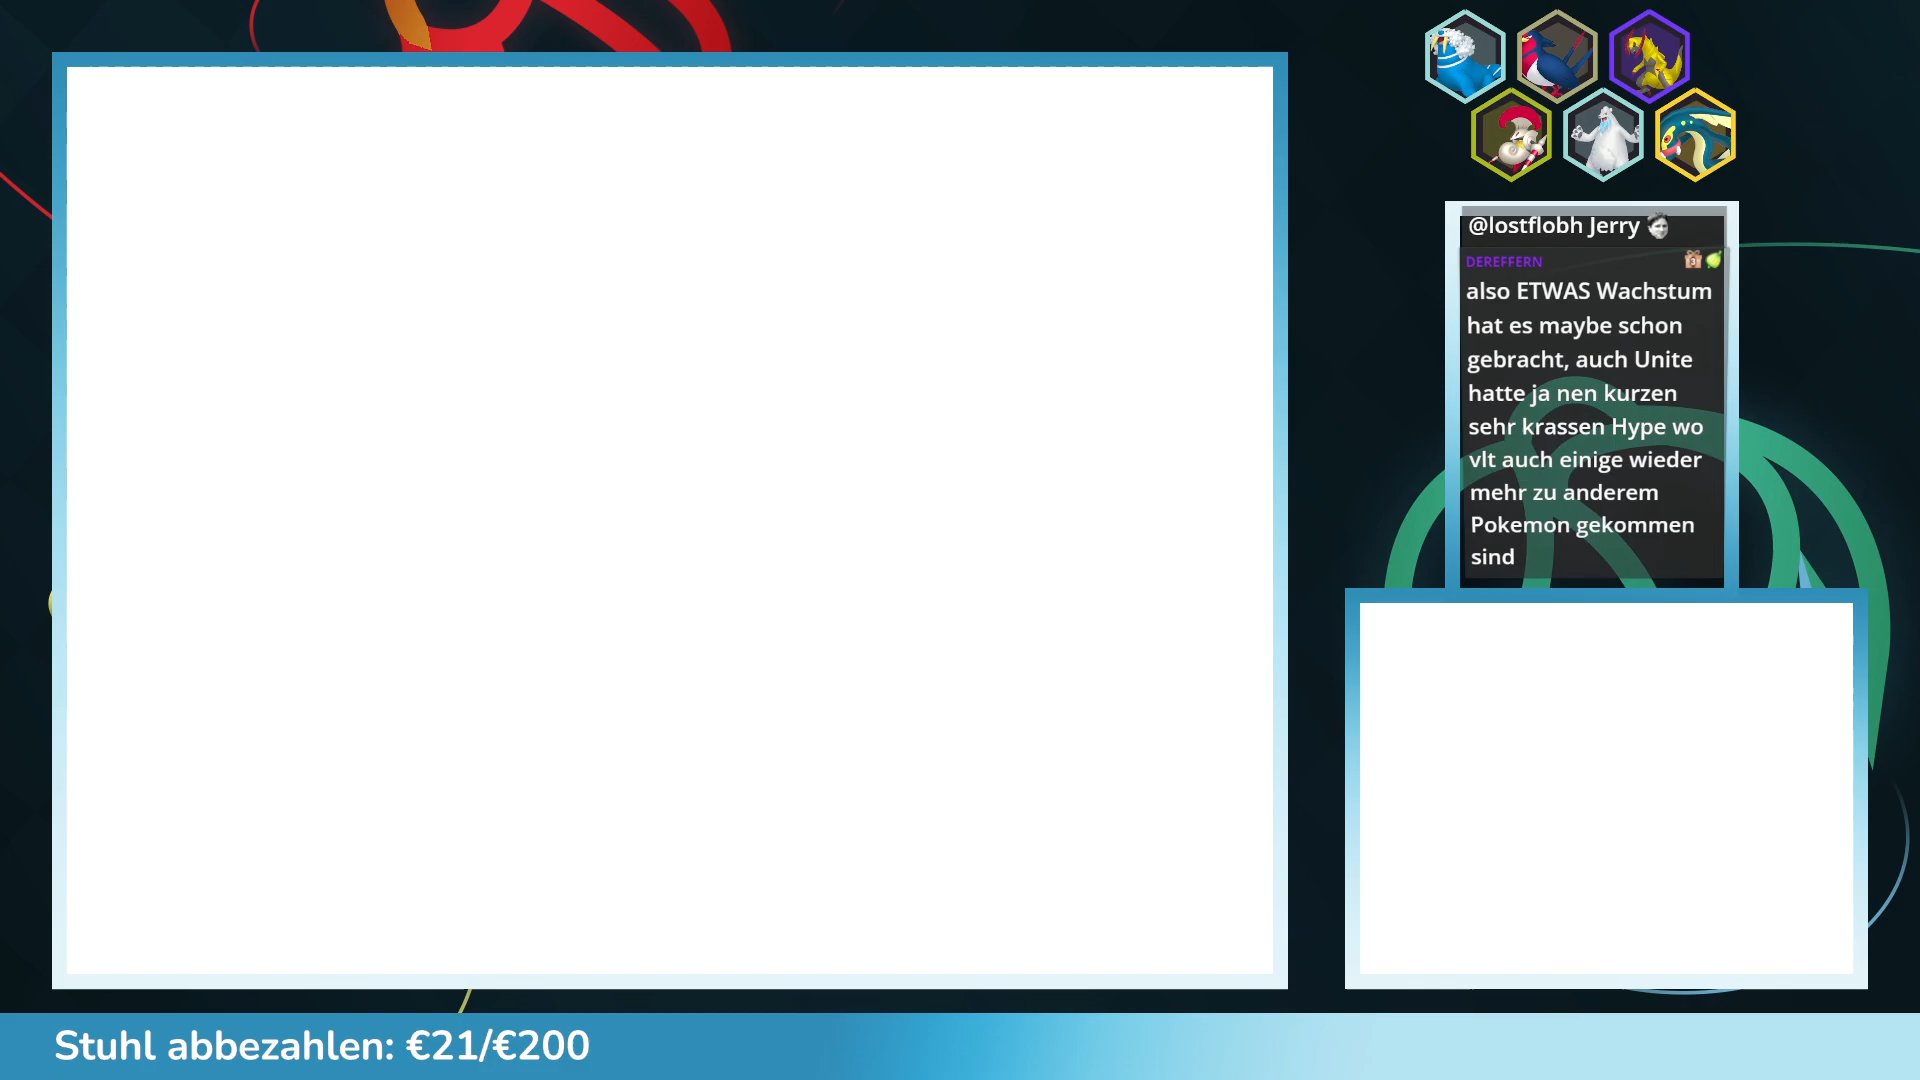 @lostflobh Jerry
DEREFFERN
also ETWAS Wachstum
hat es maybe schon
gebracht, auch Unite
hatte ja nen kurzen
sehr krassen Hype wo
vlt auch einige wieder
mehr zu anderem
Pokemon gekommen
sind
Stuhl abbezahlen: €21/€200